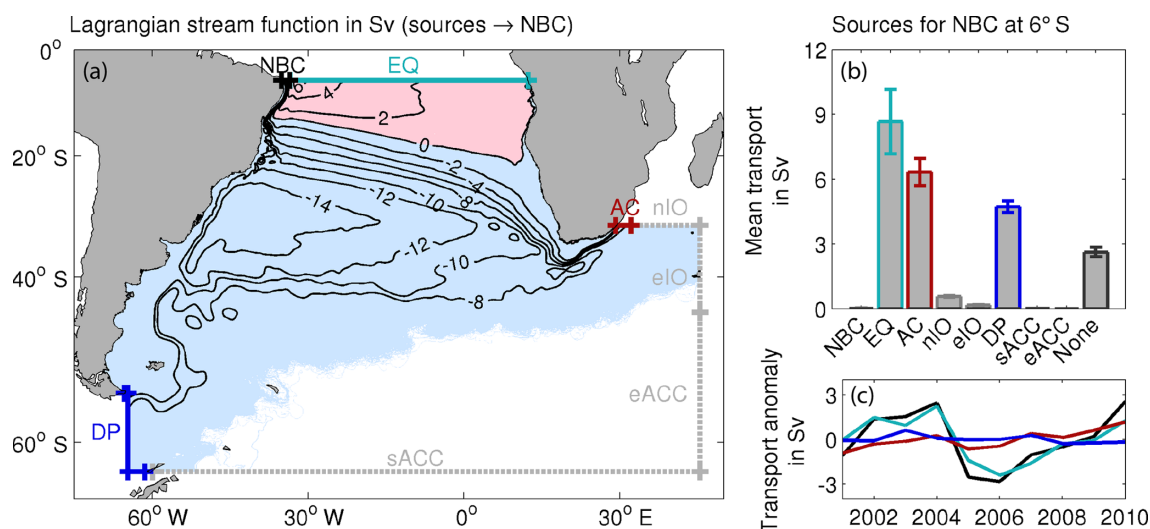 Lagrangian stream function in Sv (sources → NBC)
Sources for NBC at 6° S
0°
20° S
40° S
60° S
60° W
30° W
0°
30° E
(a)
NBC
EQ
6
4
2
0
-2
-4
-8
-10
-12
-14
-12
-10
-8
AC
nIO
eIO
eACC
sACC
DP
(b)
Mean transport
in Sv
12
9
6
3
0
NBC
EQ
AC
nIO
eIO
DP
sACC
eACC
None
(c)
Transport anomaly
in Sv
3
0
-3
2002
2004
2006
2008
2010